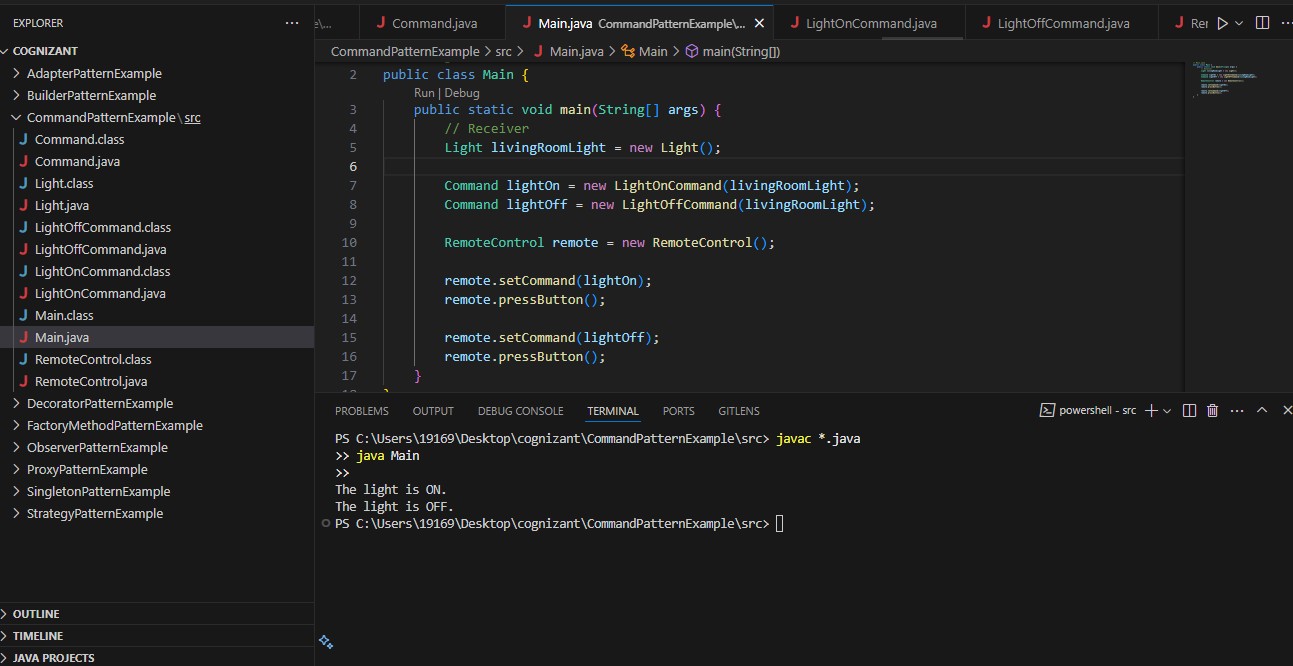 EXPLORER
COGNIZANT
AdapterPatternExample
BuilderPatternExample
CommandPatternExample\src
Command.class
Command.java
Light.class
Light.java
LightOffCommand.class
LightOffCommand.java
LightOnCommand.class
LightOnCommand.java
Main.class
Main.java
RemoteControl.class
RemoteControl.java
DecoratorPatternExample
FactoryMethodPatternExample
ObserverPatternExample
ProxyPatternExample
SingletonPatternExample
StrategyPatternExample
OUTLINE
TIMELINE
JAVA PROJECTS
e\... Command.java Main.java CommandPatternExample\... LightOnCommand.java LightOffCommand.java Rer
CommandPatternExample > src > Main.java > Main > main(String[])
2 public class Main {
Run | Debug
3 public static void main(String[] args) {
4 // Receiver
5 Light livingRoomLight = new Light();
6
7 Command lightOn = new LightOnCommand(livingRoomLight);
8 Command lightOff = new LightOffCommand(livingRoomLight);
9
10 RemoteControl remote = new RemoteControl();
11
12 remote.setCommand(lightOn);
13 remote.pressButton();
14
15 remote.setCommand(lightOff);
16 remote.pressButton();
17 }
PROBLEMS OUTPUT DEBUG CONSOLE TERMINAL PORTS GITLENS powershell - src
PS C:\Users\19169\Desktop\cognizant\CommandPatternExample\src> javac *.java
>> java Main
>>
The light is ON.
The light is OFF.
PS C:\Users\19169\Desktop\cognizant\CommandPatternExample\src>